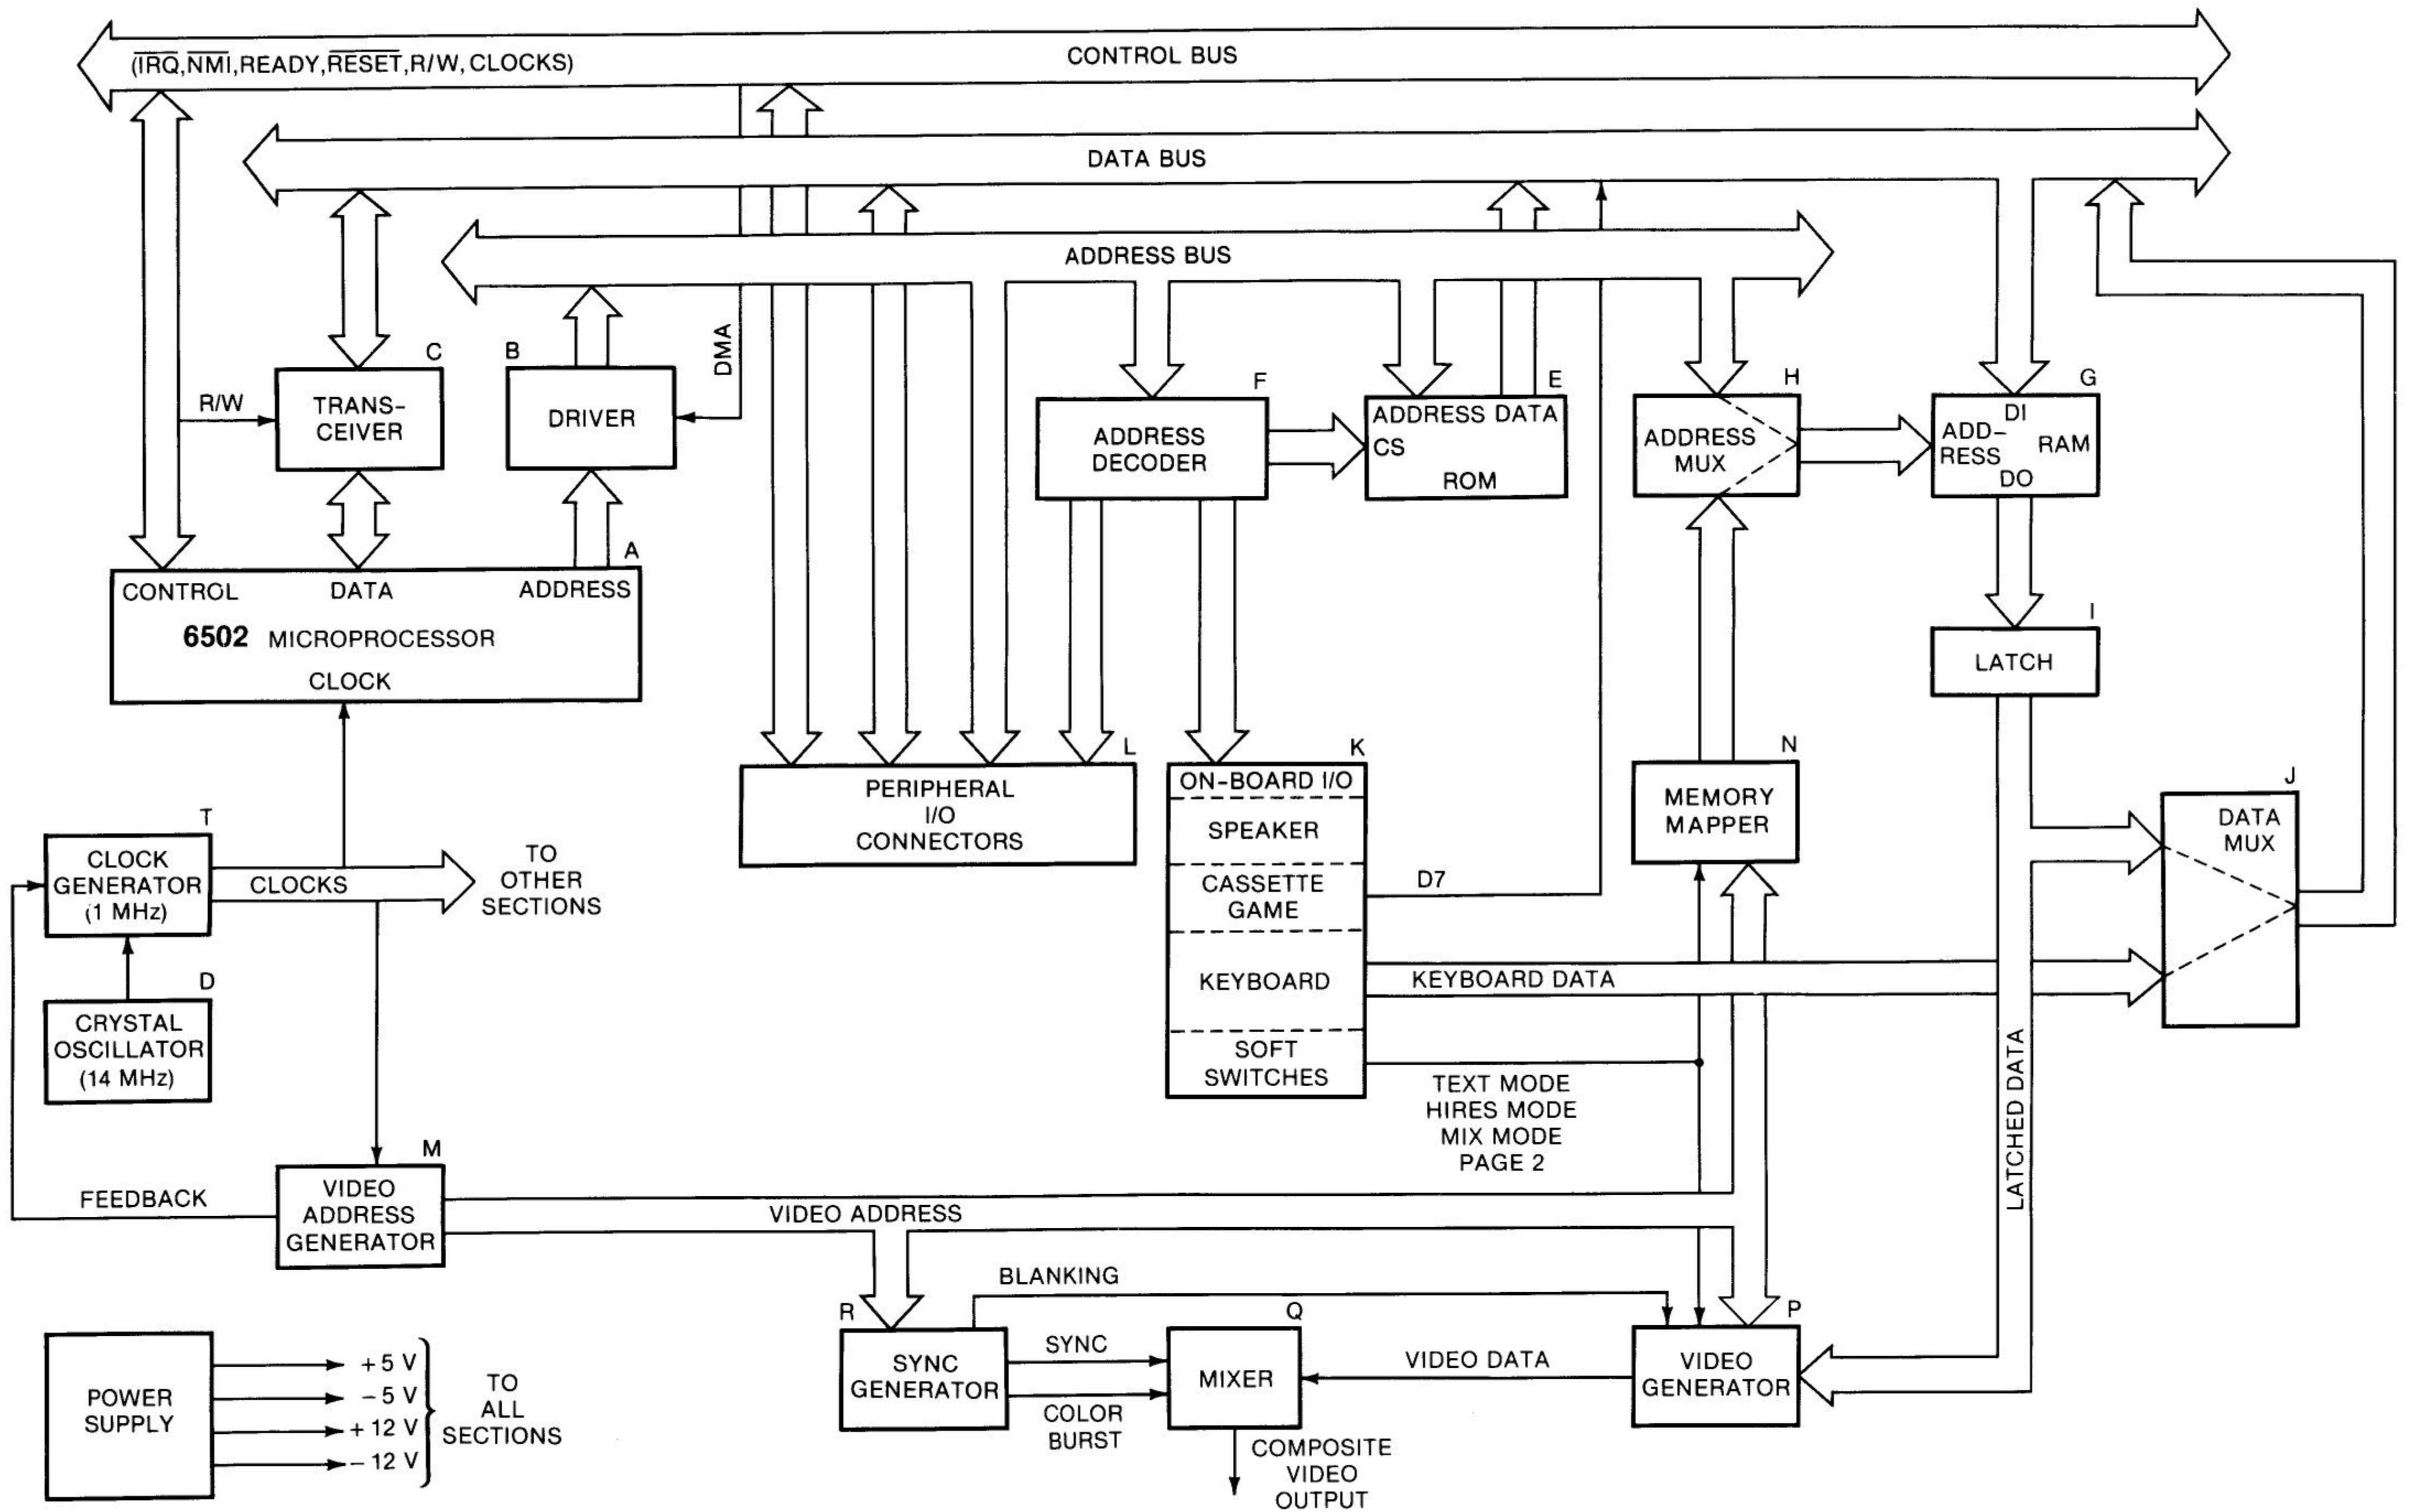 CONTROL BUS
(IRQ,NMI,READY,RESET,R/W,CLOCKS)
DATA BUS
ADDRESS BUS
DMA
C
TRANS-
CEIVER
R/W
B
DRIVER
F
ADDRESS
DECODER
E
ADDRESS DATA
CS
ROM
H
ADDRESS
MUX
G
DI
ADD-
RESS
RAM
DO
A
CONTROL
DATA
ADDRESS
6502 MICROPROCESSOR
CLOCK
I
LATCH
L
PERIPHERAL
I/O
CONNECTORS
K
ON-BOARD I/O
SPEAKER
CASSETTE
GAME
KEYBOARD
SOFT
SWITCHES
D7
KEYBOARD DATA
TEXT MODE
HIRES MODE
MIX MODE
PAGE 2
N
MEMORY
MAPPER
J
DATA
MUX
LATCHED DATA
T
CLOCK
GENERATOR
(1 MHz)
CLOCKS
TO
OTHER
SECTIONS
D
CRYSTAL
OSCILLATOR
(14 MHz)
M
VIDEO
ADDRESS
GENERATOR
FEEDBACK
VIDEO ADDRESS
BLANKING
R
SYNC
GENERATOR
SYNC
COLOR
BURST
Q
MIXER
VIDEO DATA
P
VIDEO
GENERATOR
COMPOSITE
VIDEO
OUTPUT
POWER
SUPPLY
+5 V
-5 V
+12 V
-12 V
TO
ALL
SECTIONS